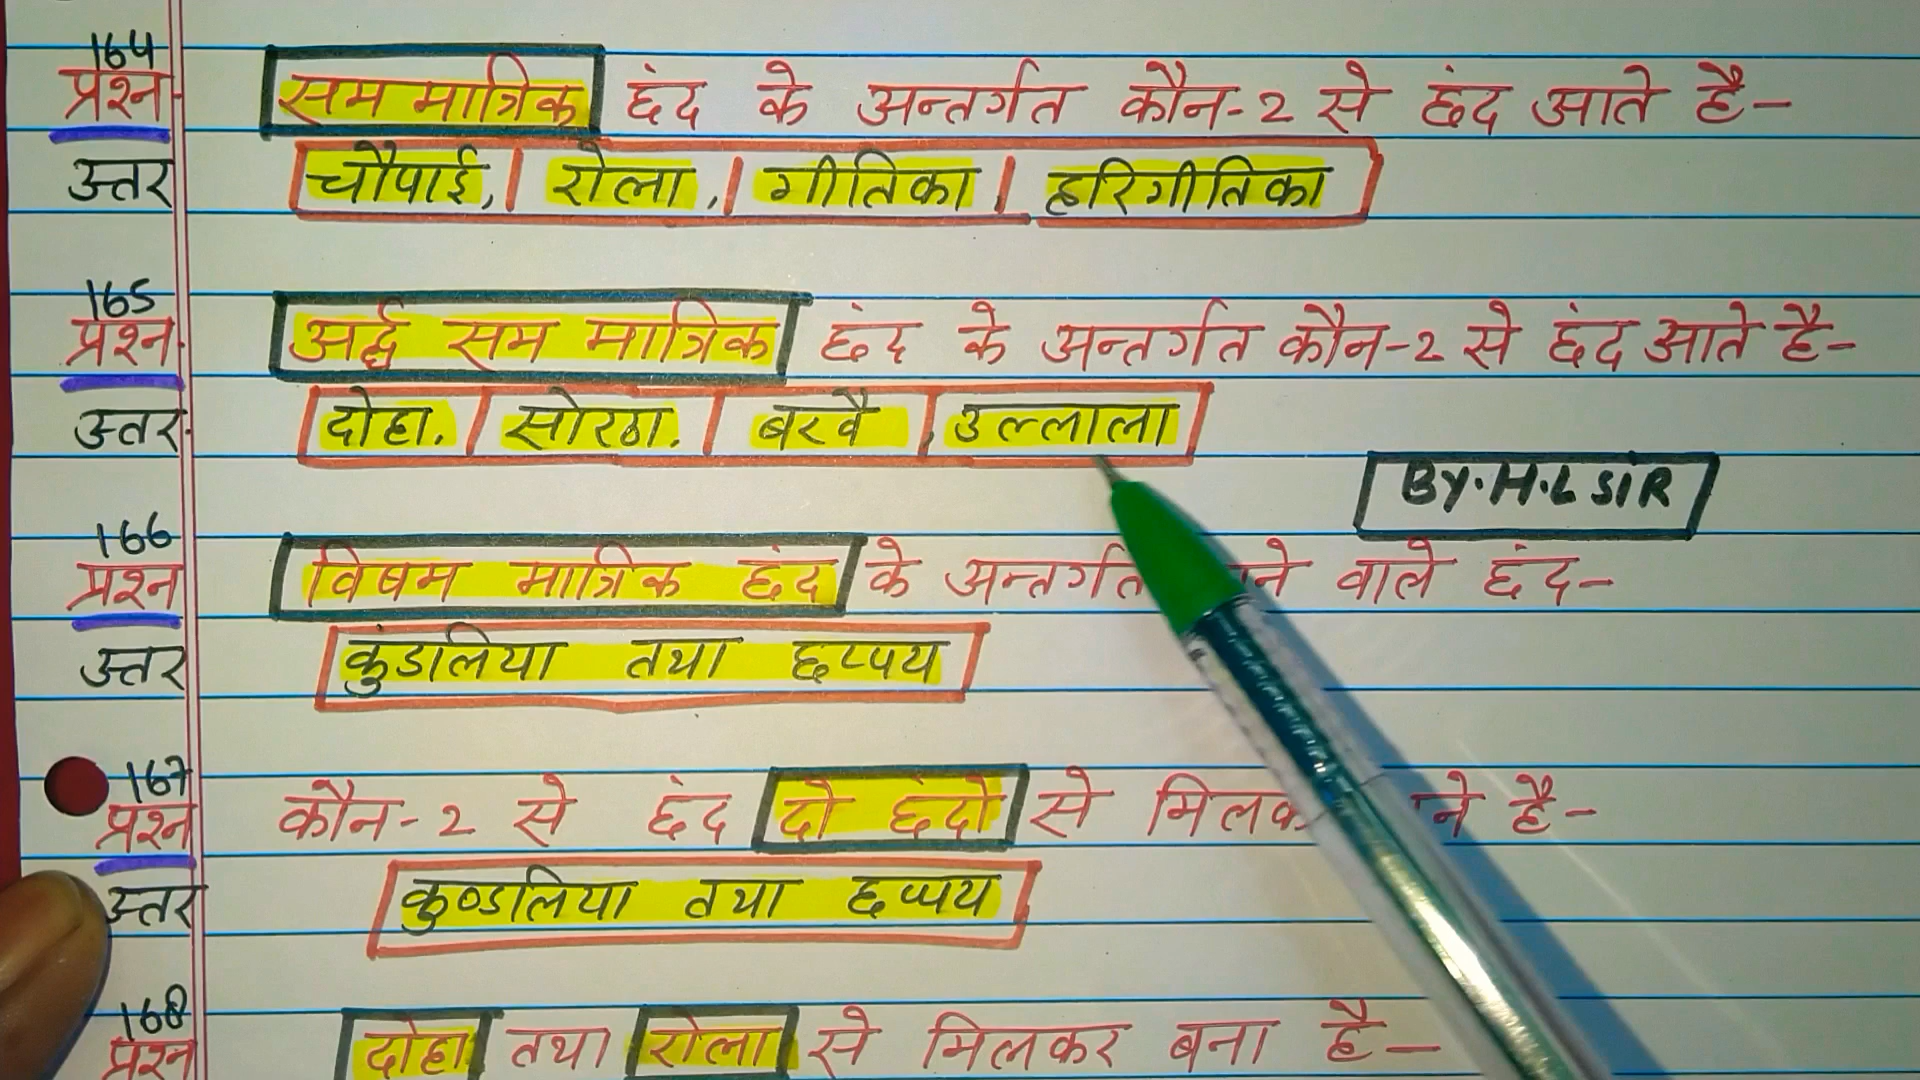 164
प्रश्न- सम मात्रिक छंद के अन्तर्गत कौन-2 से छंद आते है-
उत्तर चौपाई, रोला, गीतिका, हरिगीतिका
165
प्रश्न- अर्द्ध सम मात्रिक छंद के अन्तर्गत कौन-2 से छंद आते है-
उत्तर- दोहा, सोरठा, बरवै, उल्लाला
BY.H.L SIR
166
प्रश्न विषम मात्रिक छंद के अन्तर्गत वाले छंद-
उत्तर कुंडलिया तथा छप्पय
167
प्रश्न कौन-2 से छंद दो छंदो से है-
उत्तर कुण्डलिया तथा छप्पय
168
प्रश्न दोहा तथा रोला से मिलकर बना है-